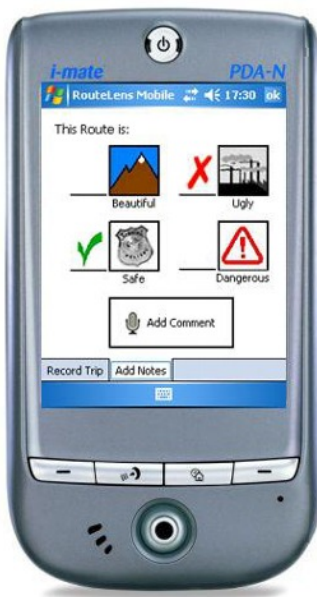 i-mate PDA-N
RouteLens Mobile 17:30 ok
This Route is:
Beautiful Ugly
Safe Dangerous
Add Comment
Record Trip Add Notes